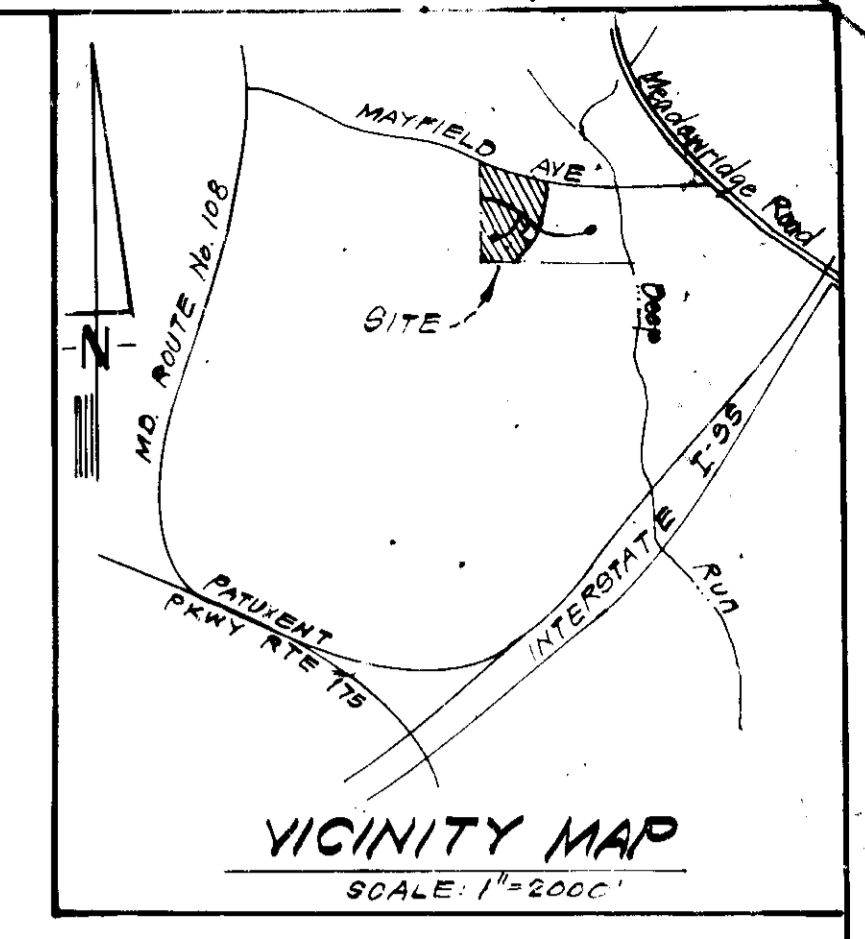 Meadowridge Road
MAYFIELD AVE
MD. ROUTE No. 108
SITE
Deep
N
I-95
INTERSTATE
Run
PATUXENT
PKWY RTE #175
VICINITY MAP
SCALE: 1"=2000'